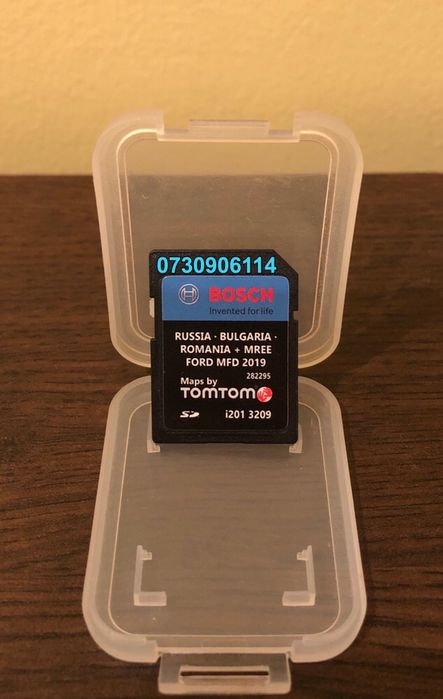 0730906114
BOSCH
Invented for life
RUSSIA · BULGARIA ·
ROMANIA + MREE
FORD MFD 2019
282295
Maps by
TOMTOM
SD i201 3209